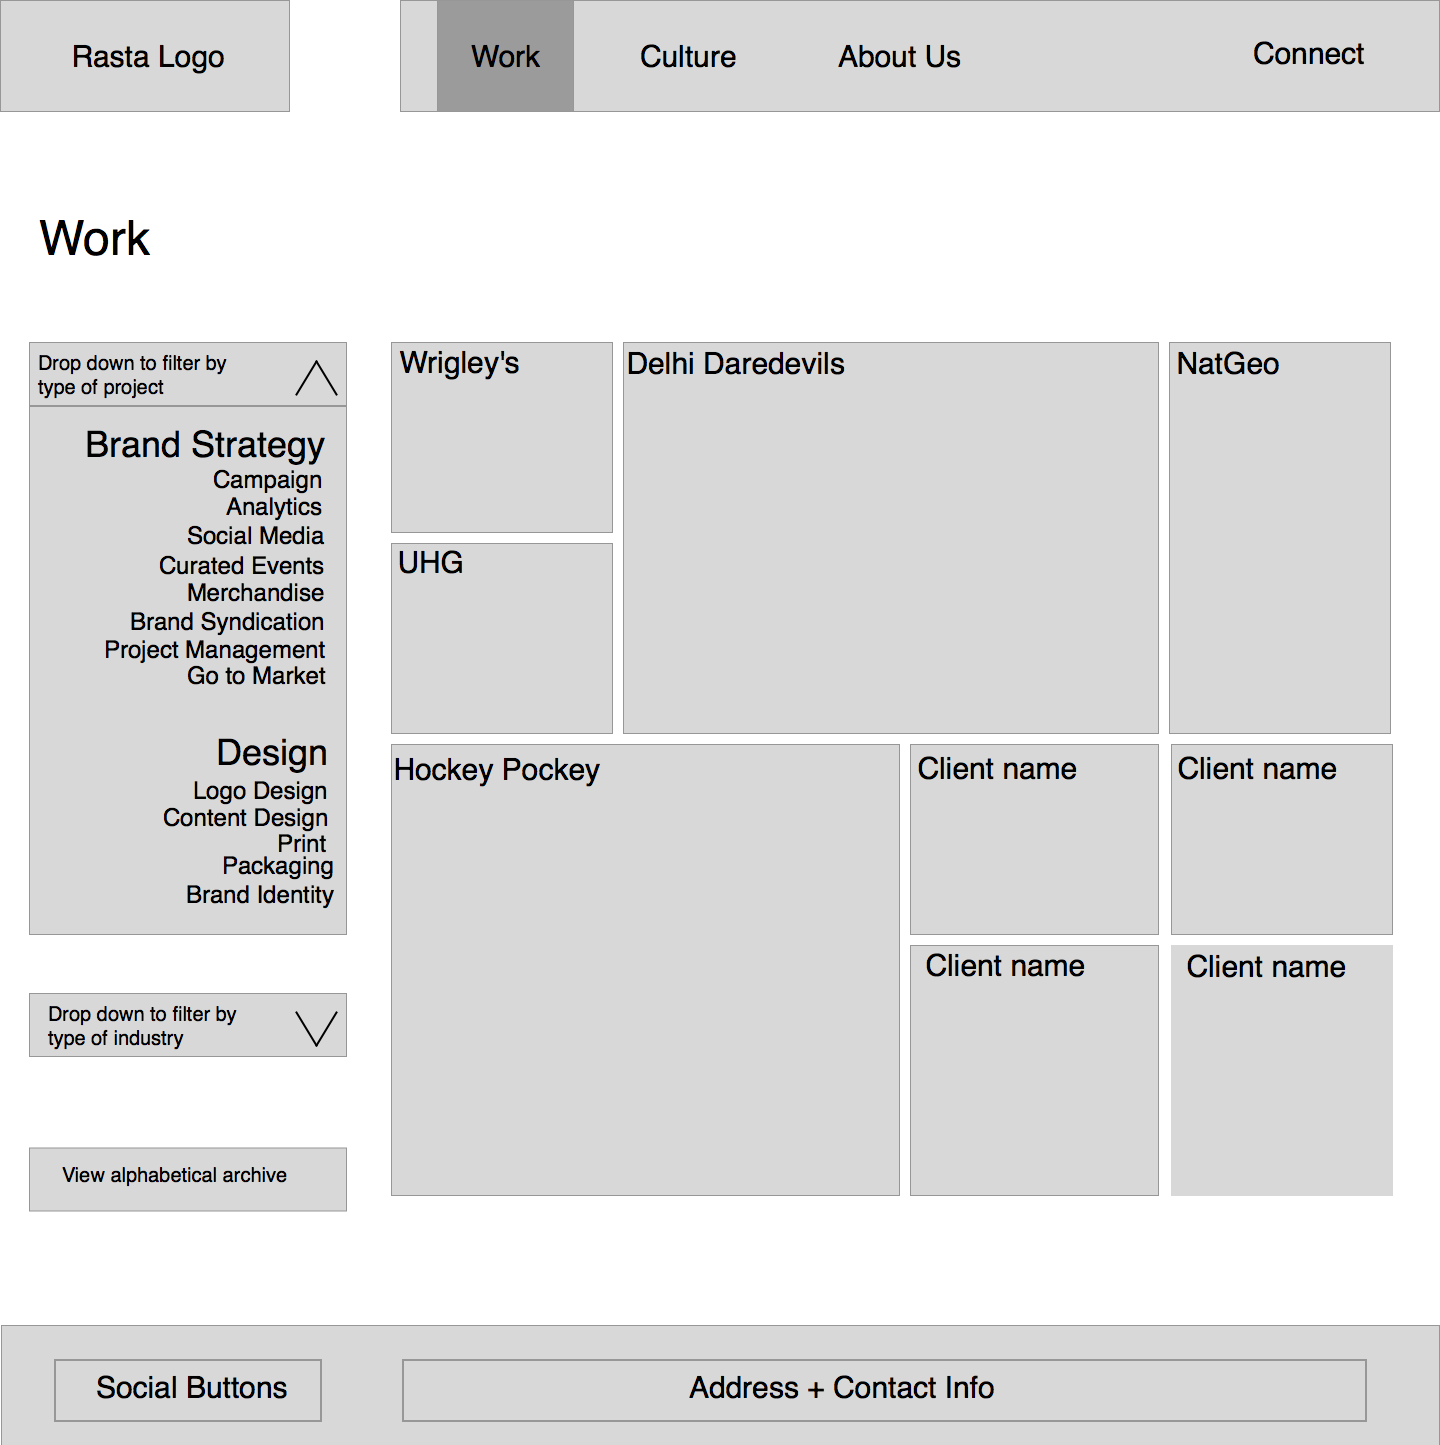 Rasta Logo
Work
Culture
About Us
Connect
Work
Drop down to filter by
type of project
Brand Strategy
Campaign
Analytics
Social Media
Curated Events
Merchandise
Brand Syndication
Project Management
Go to Market
Design
Logo Design
Content Design
Print
Packaging
Brand Identity
Drop down to filter by
type of industry
View alphabetical archive
Wrigley's
Delhi Daredevils
NatGeo
UHG
Hockey Pockey
Client name
Client name
Client name
Client name
Social Buttons
Address + Contact Info